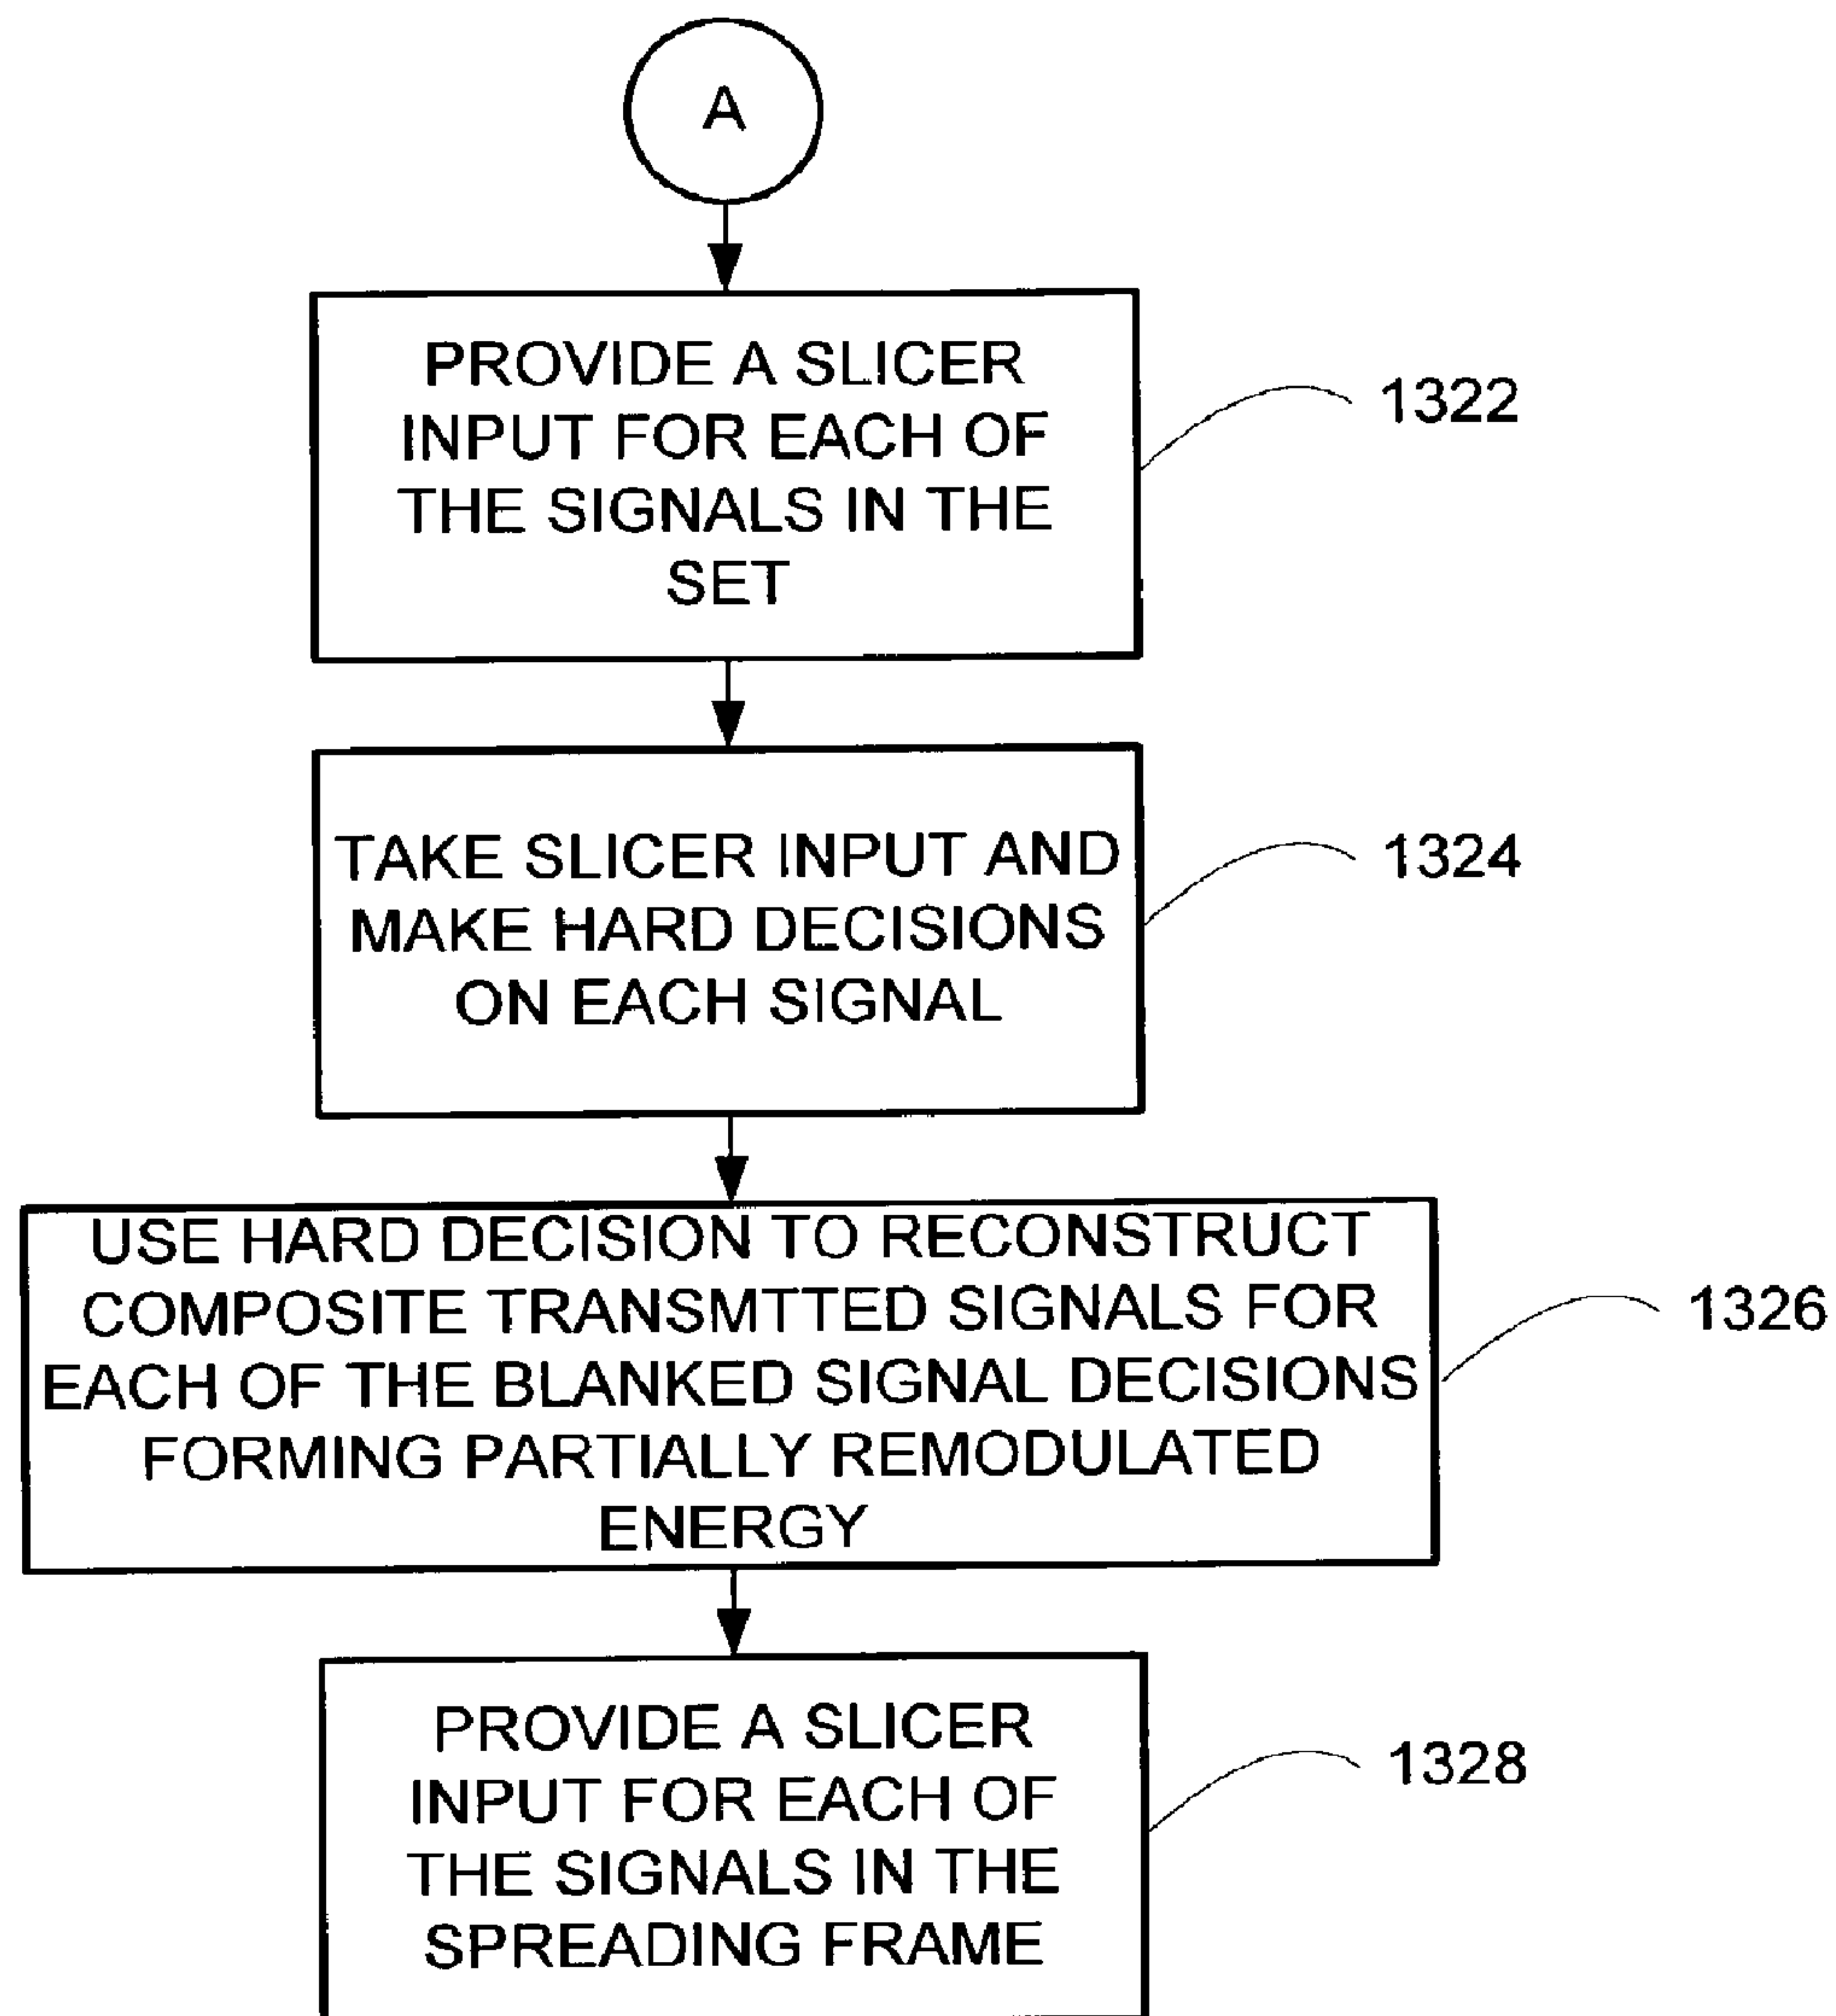 A
PROVIDE A SLICER
INPUT FOR EACH OF
THE SIGNALS IN THE
SET
1322
TAKE SLICER INPUT AND
MAKE HARD DECISIONS
ON EACH SIGNAL
1324
USE HARD DECISION TO RECONSTRUCT
COMPOSITE TRANSMTTED SIGNALS FOR
EACH OF THE BLANKED SIGNAL DECISIONS
FORMING PARTIALLY REMODULATED
ENERGY
1326
PROVIDE A SLICER
INPUT FOR EACH OF
THE SIGNALS IN THE
SPREADING FRAME
1328